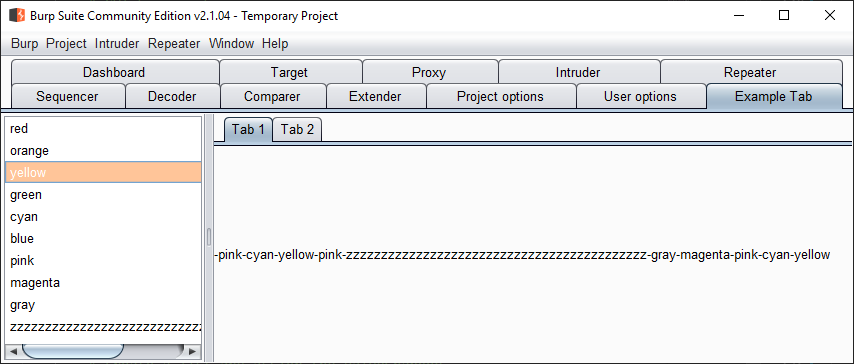 Burp Suite Community Edition v2.1.04 - Temporary Project
Burp Project Intruder Repeater Window Help
Dashboard Target Proxy Intruder Repeater
Sequencer Decoder Comparer Extender Project options User options Example Tab
Tab 1 Tab 2
red
orange
yellow
green
cyan
blue
pink
magenta
gray
zzzzzzzzzzzzzzzzzzzzzzzzzzzz
-pink-cyan-yellow-pink-zzzzzzzzzzzzzzzzzzzzzzzzzzzzzzzzzzzzzzzzzzz-gray-magenta-pink-cyan-yellow